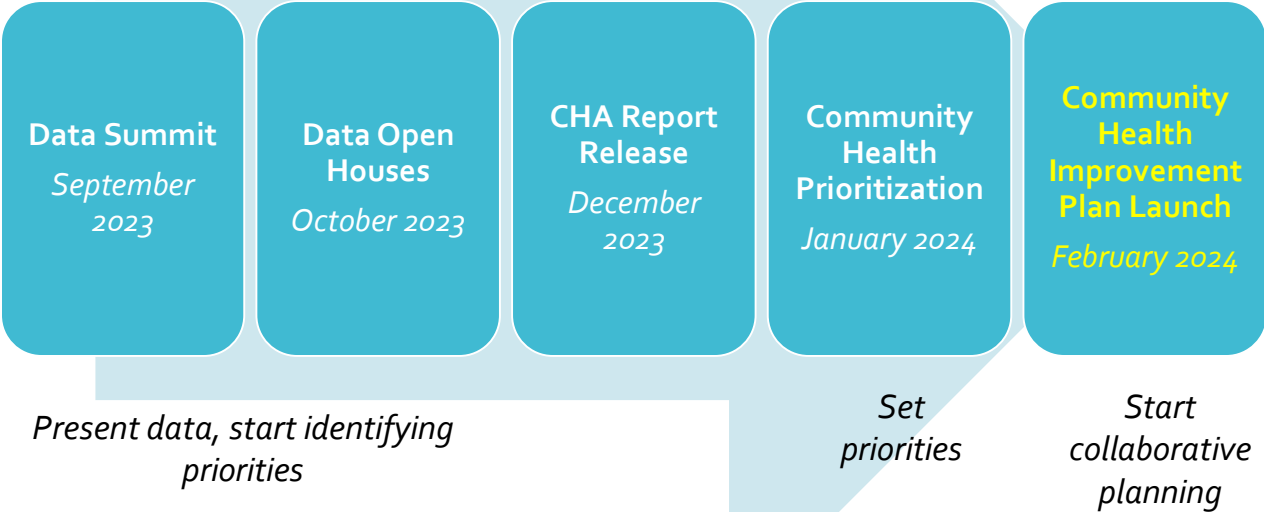 Data Summit
September
2023
Data Open
Houses
October 2023
CHA Report
Release
December
2023
Community
Health
Prioritization
January 2024
Community
Health
Improvement
Plan Launch
February 2024
Present data, start identifying
priorities
Set
priorities
Start
collaborative
planning